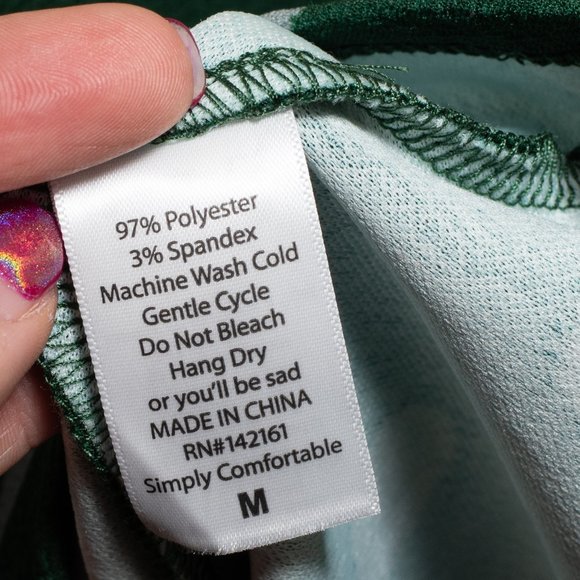 97% Polyester
3% Spandex
Machine Wash Cold
Gentle Cycle
Do Not Bleach
Hang Dry
or you'll be sad
MADE IN CHINA
RN#142161
Simply Comfortable
M